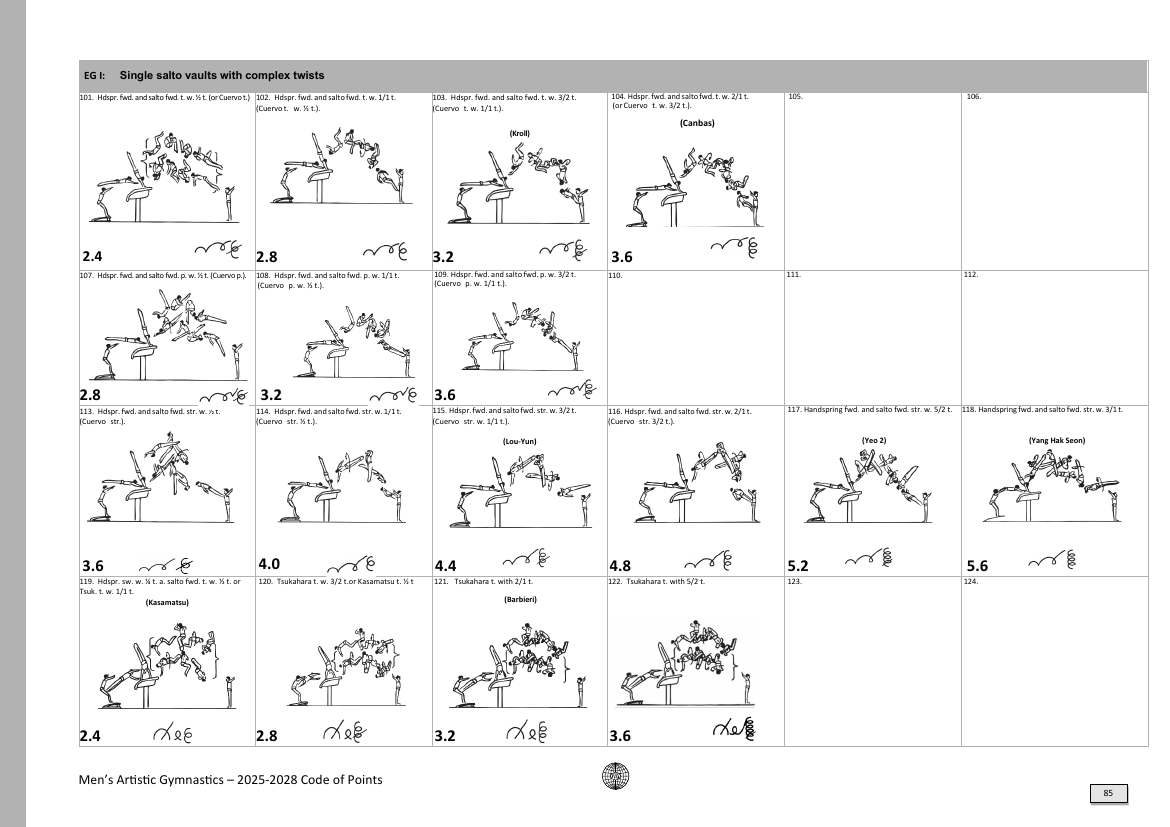 EG I: Single salto vaults with complex twists
101. Hdspr. fwd. and salto fwd. t. w. ½ t. (or Cuervo t.)
2.4
102. Hdspr. fwd. and salto fwd. t. w. 1/1 t.
(Cuervo t. w. ½ t.).
2.8
103. Hdspr. fwd. and salto fwd. t. w. 3/2 t.
(Cuervo t. w. 1/1 t.).
(Kroll)
3.2
104. Hdspr. fwd. and salto fwd. t. w. 2/1 t.
(or Cuervo t. w. 3/2 t.).
(Canbas)
3.6
105.
106.
107. Hdspr. fwd. and salto fwd. p. w. ½ t. (Cuervo p.).
2.8
108. Hdspr. fwd. and salto fwd. p. w. 1/1 t.
(Cuervo p. w. ½ t.).
3.2
109. Hdspr. fwd. and salto fwd. p. w. 3/2 t.
(Cuervo p. w. 1/1 t.).
3.6
110.
111.
112.
113. Hdspr. fwd. and salto fwd. str. w. ½ t.
(Cuervo str.).
3.6
114. Hdspr. fwd. and salto fwd. str. w. 1/1 t.
(Cuervo str. ½ t.).
4.0
115. Hdspr. fwd. and salto fwd. str. w. 3/2 t.
(Cuervo str. w. 1/1 t.).
(Lou-Yun)
4.4
116. Hdspr. fwd. and salto fwd. str. w. 2/1 t.
(Cuervo str. 3/2 t.).
4.8
117. Handspring fwd. and salto fwd. str. w. 5/2 t.
(Yeo 2)
5.2
118. Handspring fwd. and salto fwd. str. w. 3/1 t.
(Yang Hak Seon)
5.6
119. Hdspr. sw. w. ¼ t. a. salto fwd. t. w. ½ t. or
Tsuk. t. w. 1/1 t.
(Kasamatsu)
2.4
120. Tsukahara t. w. 3/2 t.or Kasamatsu t. ½ t
2.8
121. Tsukahara t. with 2/1 t.
(Barbieri)
3.2
122. Tsukahara t. with 5/2 t.
3.6
123.
124.
Men's Artistic Gymnastics – 2025-2028 Code of Points
85